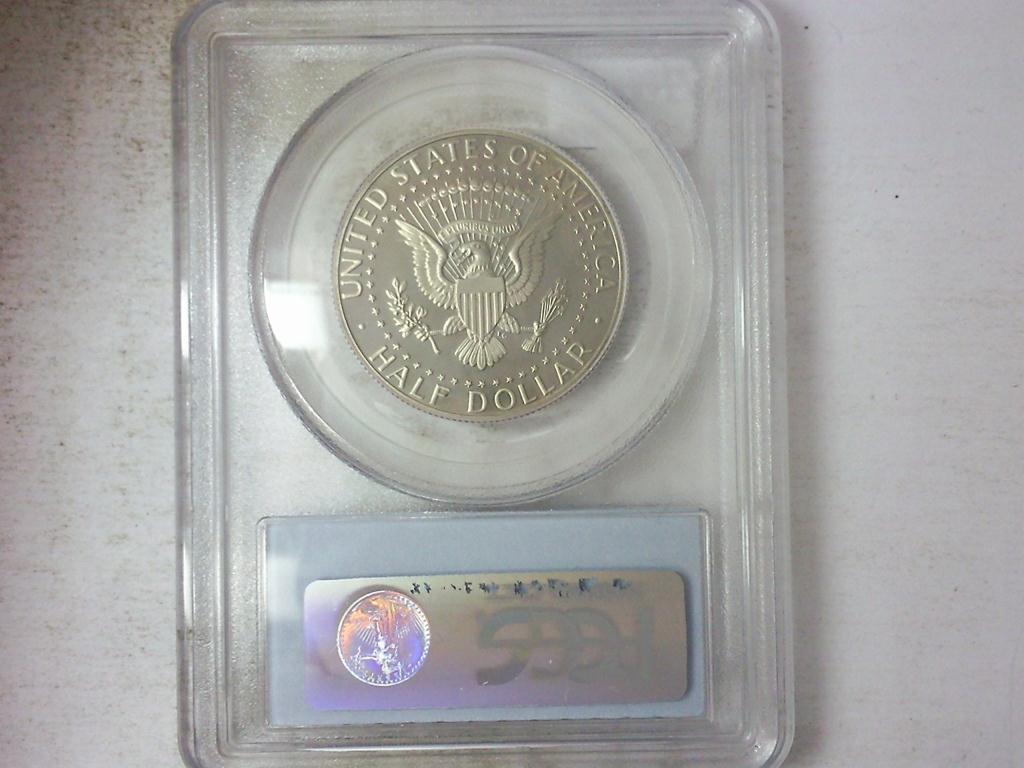 UNITED STATES OF AMERICA
HALF DOLLAR